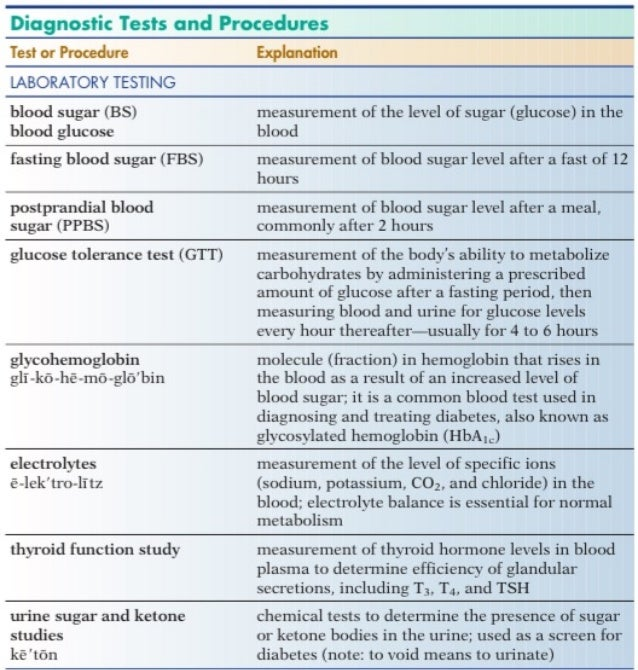 Diagnostic Tests and Procedures
Test or Procedure Explanation
LABORATORY TESTING
blood sugar (BS)
blood glucose
measurement of the level of sugar (glucose) in the
blood
fasting blood sugar (FBS)
measurement of blood sugar level after a fast of 12
hours
postprandial blood
sugar (PPBS)
measurement of blood sugar level after a meal,
commonly after 2 hours
glucose tolerance test (GTT)
measurement of the body's ability to metabolize
carbohydrates by administering a prescribed
amount of glucose after a fasting period, then
measuring blood and urine for glucose levels
every hour thereafter—usually for 4 to 6 hours
glycohemoglobin
glī-kō-hē-mō-glō'bin
molecule (fraction) in hemoglobin that rises in
the blood as a result of an increased level of
blood sugar; it is a common blood test used in
diagnosing and treating diabetes, also known as
glycosylated hemoglobin (HbA₁c)
electrolytes
ē-lek'tro-lītz
measurement of the level of specific ions
(sodium, potassium, CO₂, and chloride) in the
blood; electrolyte balance is essential for normal
metabolism
thyroid function study
measurement of thyroid hormone levels in blood
plasma to determine efficiency of glandular
secretions, including T₃, T₄, and TSH
urine sugar and ketone
studies
kē'tōn
chemical tests to determine the presence of sugar
or ketone bodies in the urine; used as a screen for
diabetes (note: to void means to urinate)